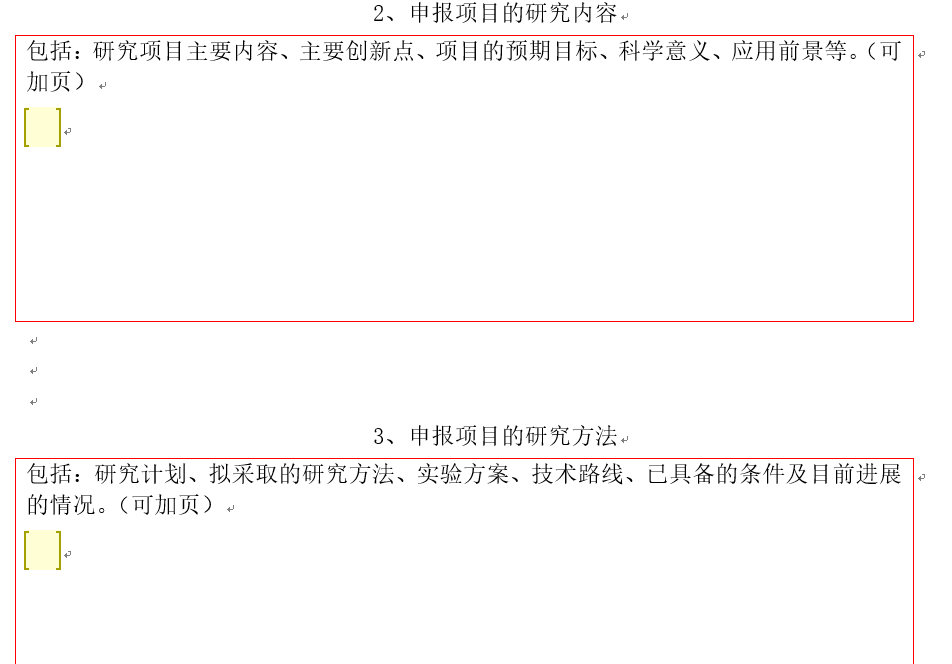 2、申报项目的研究内容
包括：研究项目主要内容、主要创新点、项目的预期目标、科学意义、应用前景等。（可
加页）
3、申报项目的研究方法
包括：研究计划、拟采取的研究方法、实验方案、技术路线、已具备的条件及目前进展
的情况。（可加页）